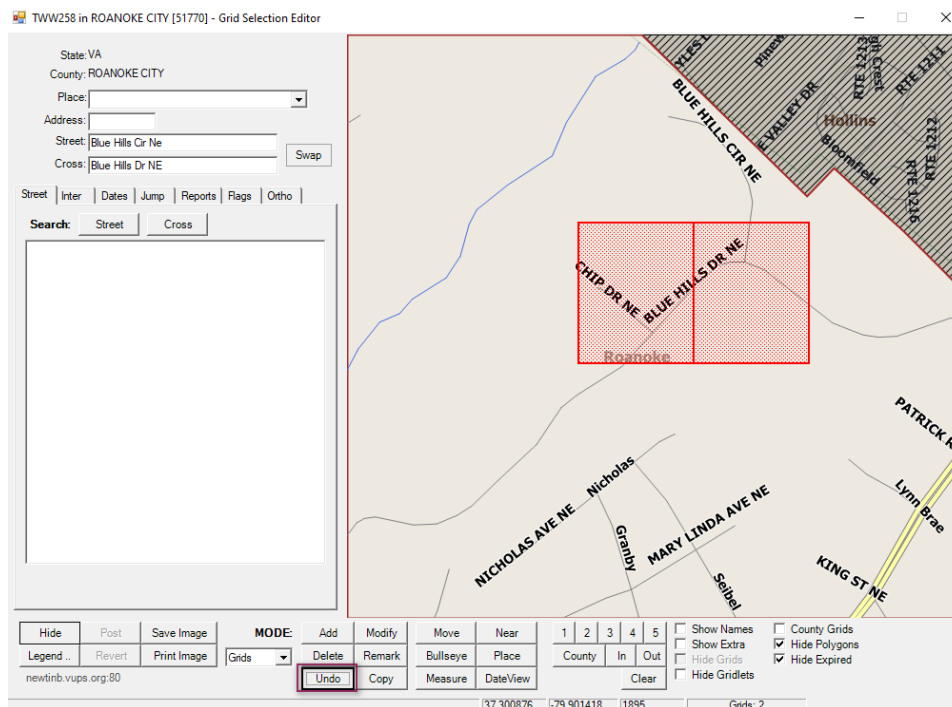 TWW258 in ROANOKE CITY [51770] - Grid Selection Editor
State: VA
County: ROANOKE CITY
Place:
Address:
Street: Blue Hills Cir Ne
Cross: Blue Hills Dr NE
Swap
Street Inter Dates Jump Reports Flags Ortho
Search: Street Cross
YLES
Pinew
RTE 1213
gh Crest
RTE 1211
BLUE HILLS CIR NE
E VALLEY DR
Hollins
Bloomfield
RTE 1212
RTE 1216
CHIP DR NE
BLUE HILLS DR NE
Roanoke
PATRICK R
Nicholas
NICHOLAS AVE NE
Granby
MARY LINDA AVE NE
Seibel
Lynn Brae
KING ST NE
Hide Post Save Image MODE: Add Modify Move Near 1 2 3 4 5 Show Names County Grids
Show Extra Hide Polygons
Legend .. Revert Print Image Grids Delete Remark Bullseye Place County In Out Hide Grids Hide Expired
newtinb.vups.org:80 Undo Copy Measure DateView Clear Hide Gridlets
37.300876 -79.901418 1895 Grids: 2